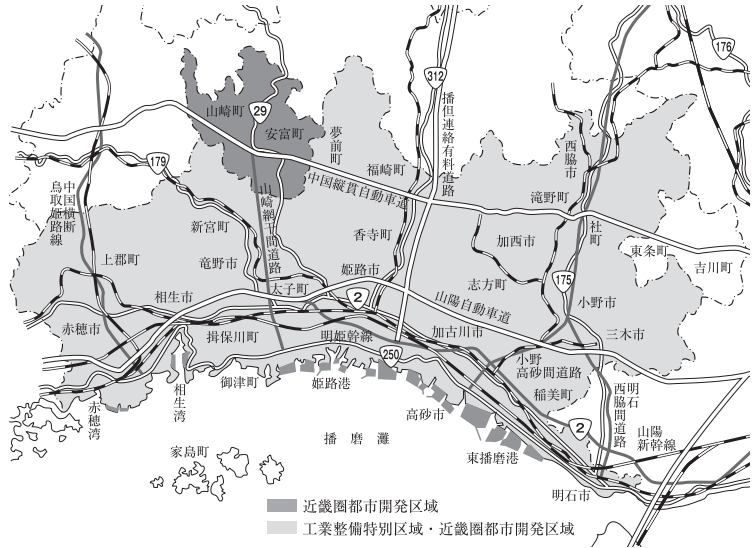 176
312
山崎町
29
安富町
夢前町
播但連絡有料道路
西脇市
179
福崎町
中国縦貫自動車道
滝野町
中国横断
鳥取姫路線
山崎網干間道路
新宮町
香寺町
加西市
社町
東条町
吉川町
上郡町
竜野市
姫路市
志方町
175
太子町
2
山陽自動車道
小野市
相生市
赤穂市
揖保川町
明姫幹線
加古川市
三木市
250
小野
高砂間道路
御津町
姫路港
稲美町
明石
西脇間道路
相生湾
赤穂湾
高砂市
2
山陽
新幹線
播磨灘
家島町
東播磨港
明石市
近畿圏都市開発区域
工業整備特別区域・近畿圏都市開発区域